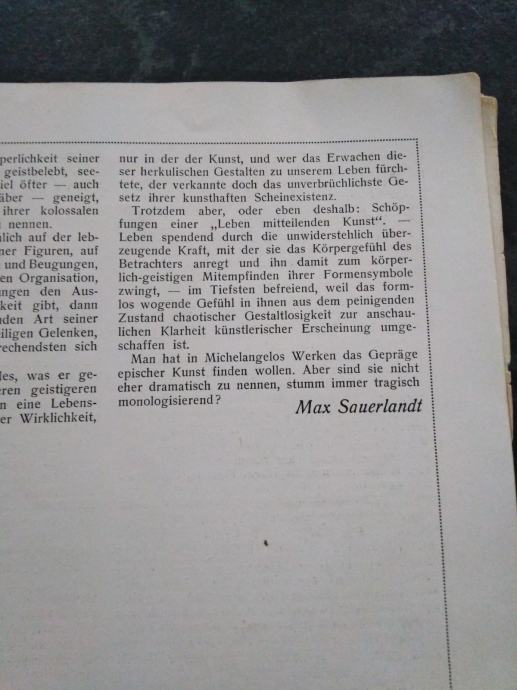 perlichkeit seiner
geistbelebt, see-
iel öfter — auch
äber — geneigt,
ihrer kolossalen
nennen.
nlich auf der leb-
ner Figuren, auf
und Beugungen,
en Organisation,
ungen den Aus-
keit gibt, dann
nden Art seiner
eiligen Gelenken,
rechendsten sich
les, was er ge-
eren geistigeren
n eine Lebens-
er Wirklichkeit,
nur in der der Kunst, und wer das Erwachen die-
ser herkulischen Gestalten zu unserem Leben fürch-
tete, der verkannte doch das unverbrüchlichste Ge-
setz ihrer kunsthaften Scheinexistenz.
Trotzdem aber, oder eben deshalb: Schöp-
fungen einer „Leben mitteilenden Kunst“. —
Leben spendend durch die unwiderstehlich über-
zeugende Kraft, mit der sie das Körpergefühl des
Betrachters anregt und ihn damit zum körper-
lich-geistigen Mitempfinden ihrer Formensymbole
zwingt, — im Tiefsten befreiend, weil das form-
los wogende Gefühl in ihnen aus dem peinigenden
Zustand chaotischer Gestaltlosigkeit zur anschau-
lichen Klarheit künstlerischer Erscheinung umge-
schaffen ist.
Man hat in Michelangelos Werken das Gepräge
epischer Kunst finden wollen. Aber sind sie nicht
eher dramatisch zu nennen, stumm immer tragisch
monologisierend?
Max Sauerlandt